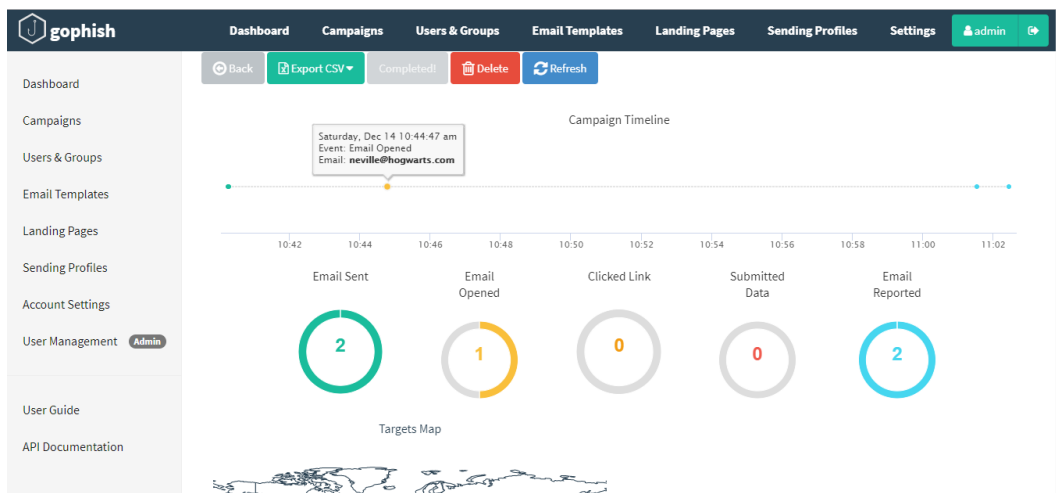 gophish
Dashboard Campaigns Users & Groups Email Templates Landing Pages Sending Profiles Settings admin
Dashboard
Campaigns
Users & Groups
Email Templates
Landing Pages
Sending Profiles
Account Settings
User Management Admin
User Guide
API Documentation
Back Export CSV Completed! Delete Refresh
Campaign Timeline
Saturday, Dec 14 10:44:47 am
Event: Email Opened
Email: neville@hogwarts.com
10:42 10:44 10:46 10:48 10:50 10:52 10:54 10:56 10:58 11:00 11:02
Email Sent
2
Email
Opened
1
Clicked Link
0
Submitted
Data
0
Email
Reported
2
Targets Map